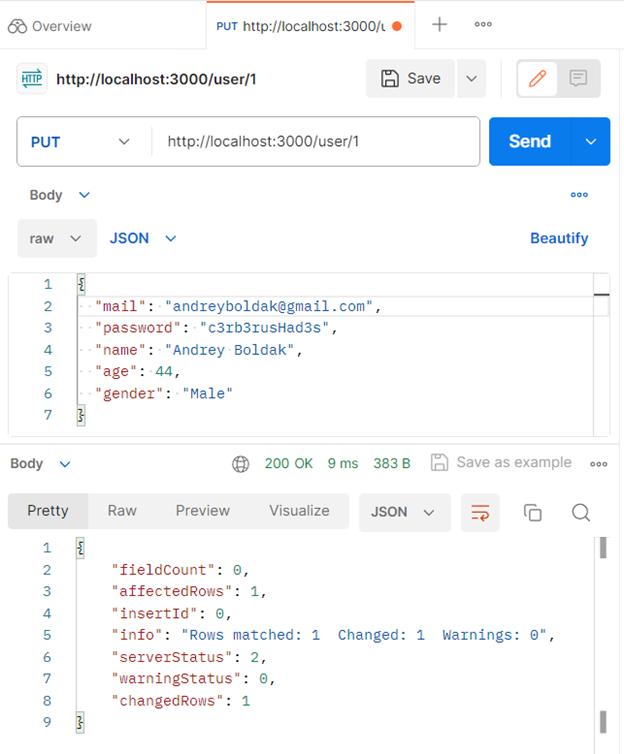 Overview
PUT http://localhost:3000/u
HTTP http://localhost:3000/user/1
Save
PUT
http://localhost:3000/user/1
Send
Body
raw
JSON
Beautify
1 {
2 "mail": "andreyboldak@gmail.com",
3 "password": "c3rb3rusHad3s",
4 "name": "Andrey Boldak",
5 "age": 44,
6 "gender": "Male"
7 }
Body
200 OK 9 ms 383 B
Save as example
Pretty Raw Preview Visualize JSON
1 {
2 "fieldCount": 0,
3 "affectedRows": 1,
4 "insertId": 0,
5 "info": "Rows matched: 1  Changed: 1  Warnings: 0",
6 "serverStatus": 2,
7 "warningStatus": 0,
8 "changedRows": 1
9 }